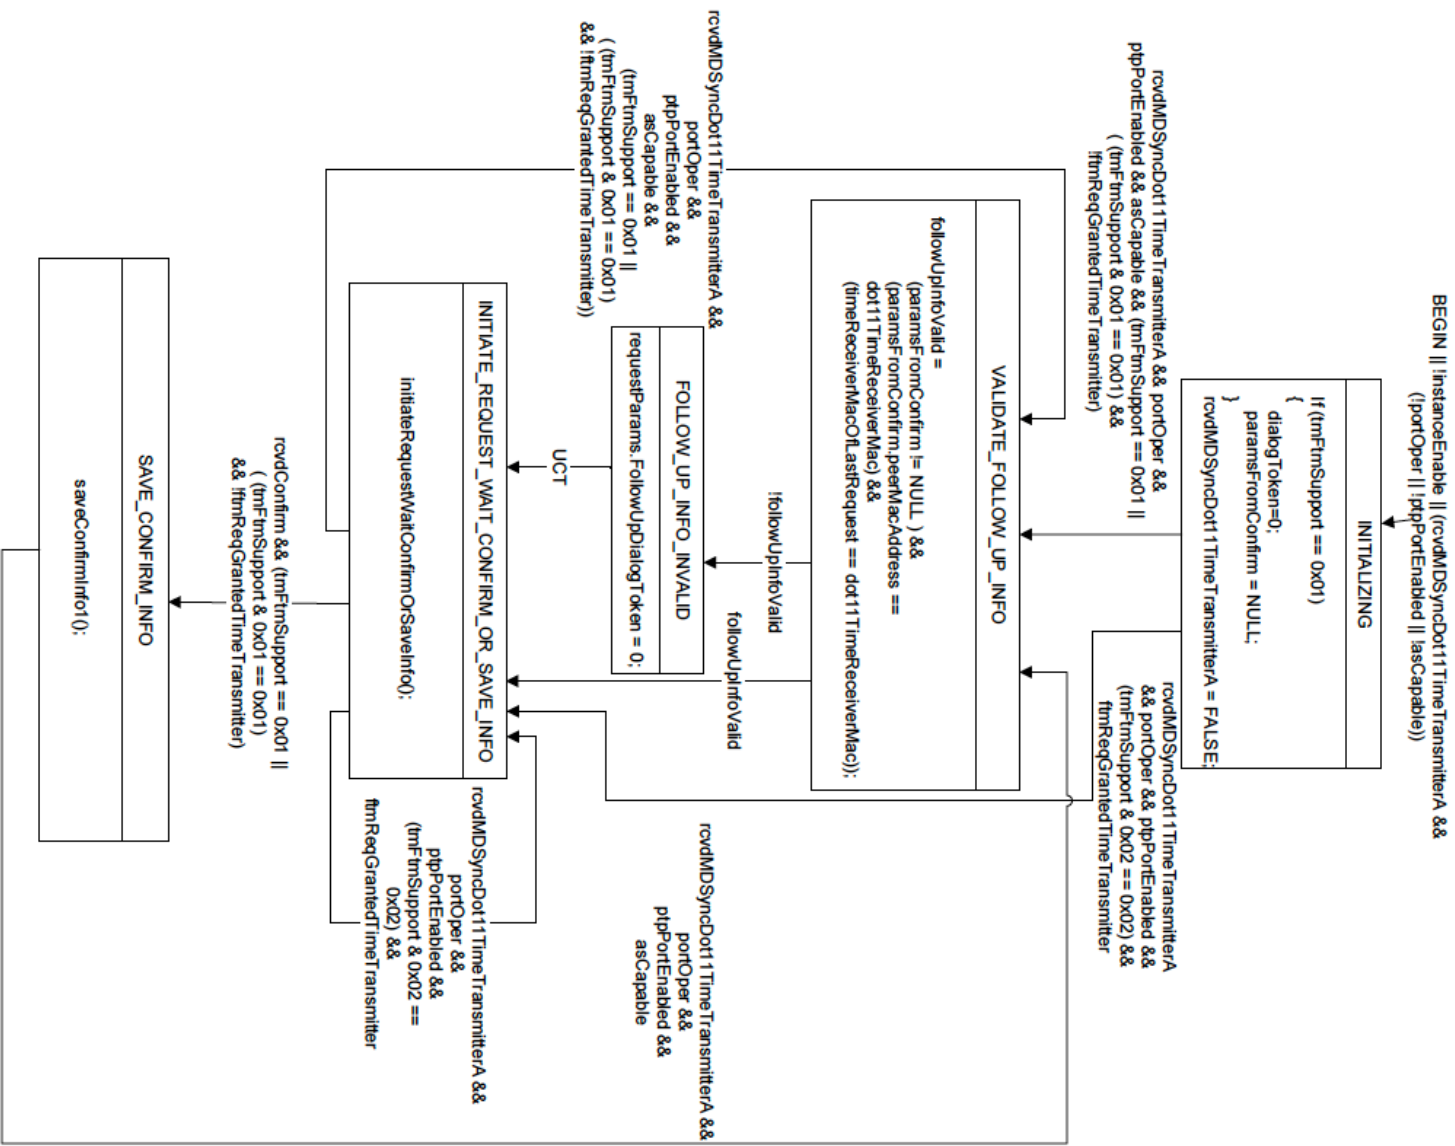 BEGIN || !instanceEnable || (rcvdMDSyncDot11TimeTransmitterA &&
(!portOper || !ptpPortEnabled || !asCapable))
INITIALIZING
If (tmFtmSupport == 0x01)
{
dialogToken=0;
paramsFromConfirm = NULL;
}
rcvdMDSyncDot11TimeTransmitterA = FALSE;
rcvdMDSyncDot11TimeTransmitterA && portOper &&
ptpPortEnabled && asCapable && (tmFtmSupport == 0x01 ||
( (tmFtmSupport & 0x01 == 0x01) &&
!ftmReqGrantedTimeTransmitter)
rcvdMDSyncDot11TimeTransmitterA
&& portOper && ptpPortEnabled &&
(tmFtmSupport & 0x02 == 0x02) &&
ftmReqGrantedTimeTransmitter
VALIDATE_FOLLOW_UP_INFO
followUpInfoValid =
(paramsFromConfirm != NULL ) &&
(paramsFromConfirm.peerMacAddress ==
dot11TimeReceiverMac) &&
(timeReceiverMacOfLastRequest == dot11TimeReceiverMac));
!followUpInfoValid
followUpInfoValid
rcvdMDSyncDot11TimeTransmitterA &&
portOper &&
ptpPortEnabled &&
asCapable &&
(tmFtmSupport == 0x01 ||
( (tmFtmSupport & 0x01 == 0x01)
&& !ftmReqGrantedTimeTransmitter))
FOLLOW_UP_INFO_INVALID
requestParams.FollowUpDialogToken = 0;
rcvdMDSyncDot11TimeTransmitterA &&
portOper &&
ptpPortEnabled &&
asCapable
UCT
INITIATE_REQUEST_WAIT_CONFIRM_OR_SAVE_INFO
initiateRequestWaitConfirmOrSaveInfo();
rcvdMDSyncDot11TimeTransmitterA &&
portOper &&
ptpPortEnabled &&
(tmFtmSupport & 0x02 ==
0x02) &&
ftmReqGrantedTimeTransmitter
rcvdConfirm && (tmFtmSupport == 0x01 ||
( (tmFtmSupport & 0x01 == 0x01)
&& !ftmReqGrantedTimeTransmitter)
SAVE_CONFIRM_INFO
saveConfirmInfo1();